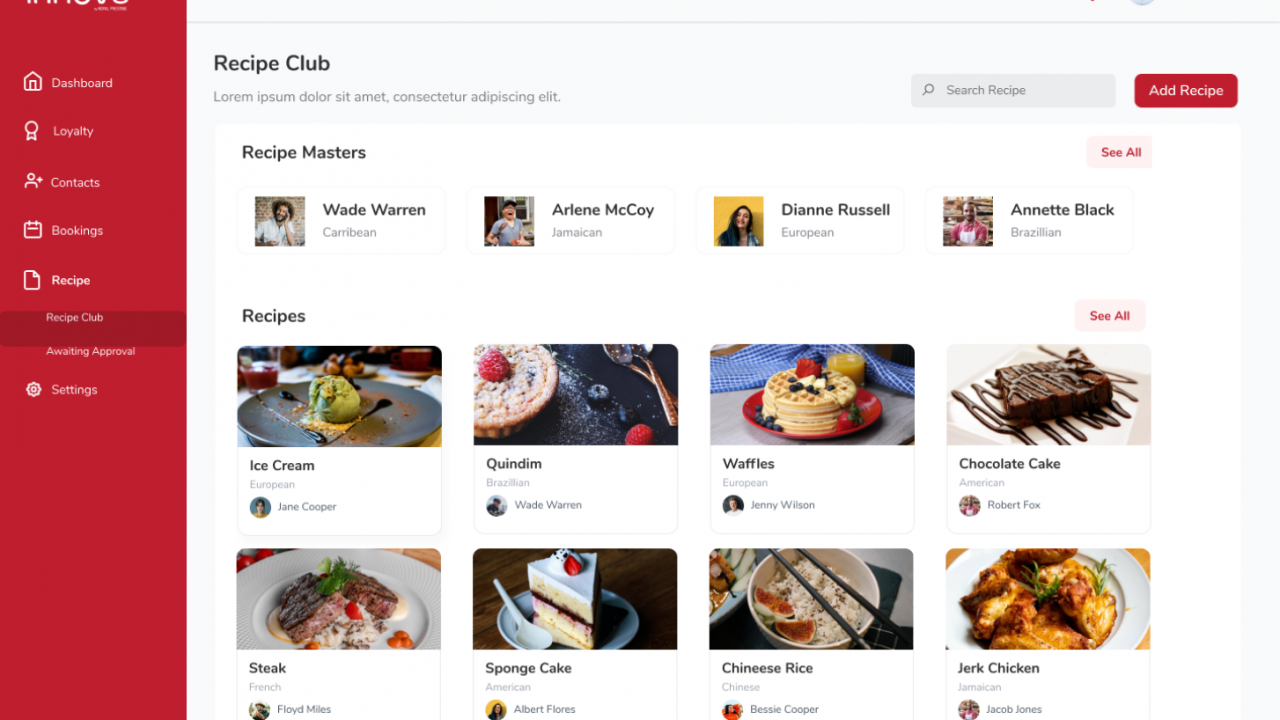 Dashboard
Loyalty
Contacts
Bookings
Recipe
Recipe Club
Awaiting Approval
Settings
Recipe Club
Lorem ipsum dolor sit amet, consectetur adipiscing elit.
Search Recipe
Add Recipe
Recipe Masters
See All
Wade Warren
Carribean
Arlene McCoy
Jamaican
Dianne Russell
European
Annette Black
Brazillian
Recipes
See All
Ice Cream
European
Jane Cooper
Quindim
Brazillian
Wade Warren
Waffles
European
Jenny Wilson
Chocolate Cake
American
Robert Fox
Steak
French
Floyd Miles
Sponge Cake
American
Albert Flores
Chineese Rice
Chinese
Bessie Cooper
Jerk Chicken
Jamaican
Jacob Jones